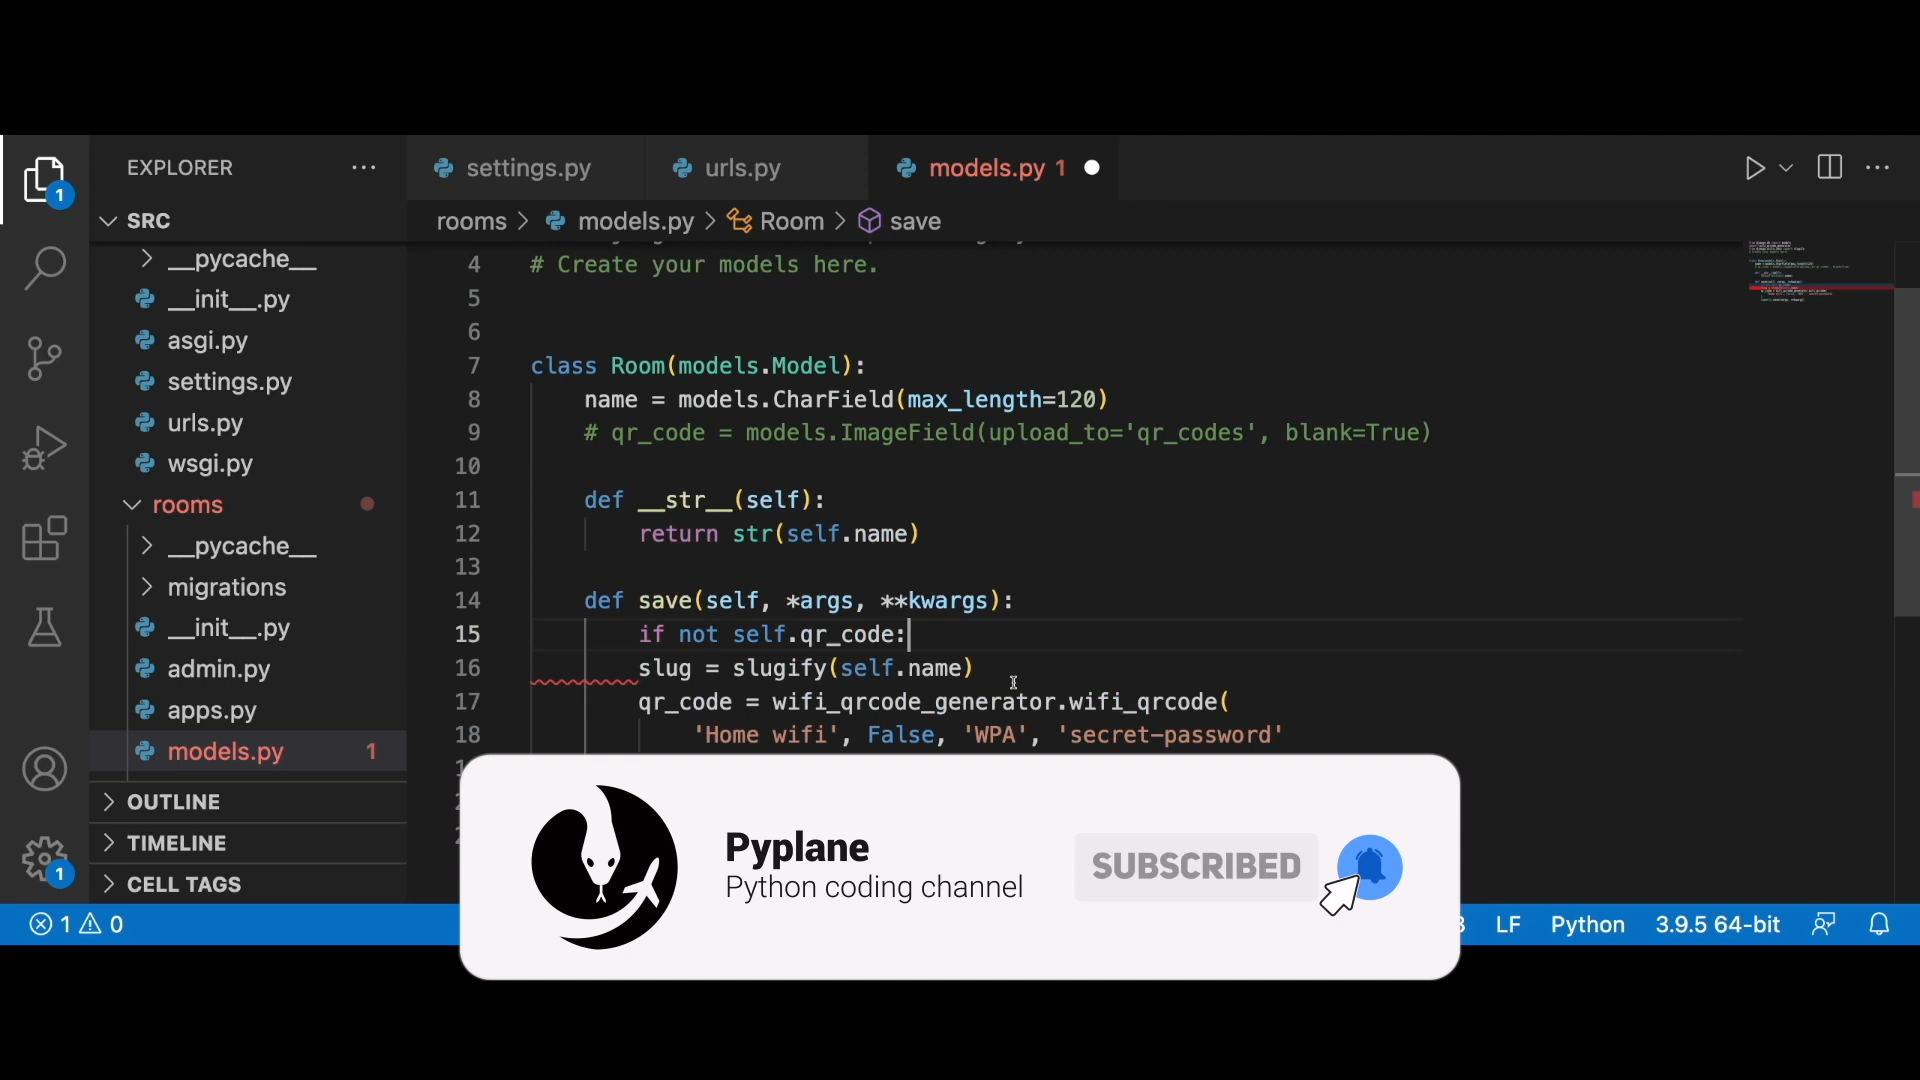 EXPLORER
settings.py
urls.py
models.py 1
SRC
rooms > models.py > Room > save
__pycache__
__init__.py
asgi.py
settings.py
urls.py
wsgi.py
rooms
__pycache__
migrations
__init__.py
admin.py
apps.py
models.py 1
OUTLINE
TIMELINE
CELL TAGS
4 # Create your models here.
5
6
7 class Room(models.Model):
8 name = models.CharField(max_length=120)
9 # qr_code = models.ImageField(upload_to='qr_codes', blank=True)
10
11 def __str__(self):
12 return str(self.name)
13
14 def save(self, *args, **kwargs):
15 if not self.qr_code:
16 slug = slugify(self.name)
17 qr_code = wifi_qrcode_generator.wifi_qrcode(
18 'Home wifi', False, 'WPA', 'secret-password'
Pyplane
Python coding channel
SUBSCRIBED
1
1
1 0
LF Python 3.9.5 64-bit